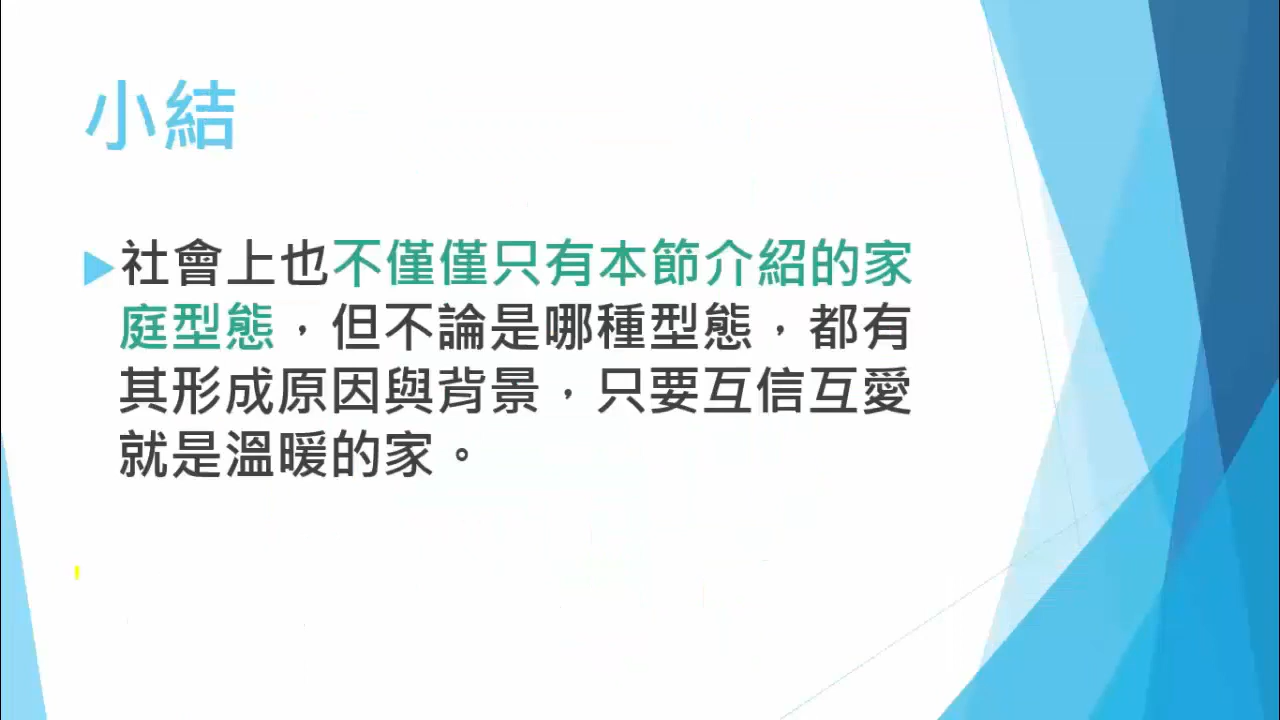 小結
社會上也不僅僅只有本節介紹的家
庭型態，但不論是哪種型態，都有
其形成原因與背景，只要互信互愛
就是溫暖的家。